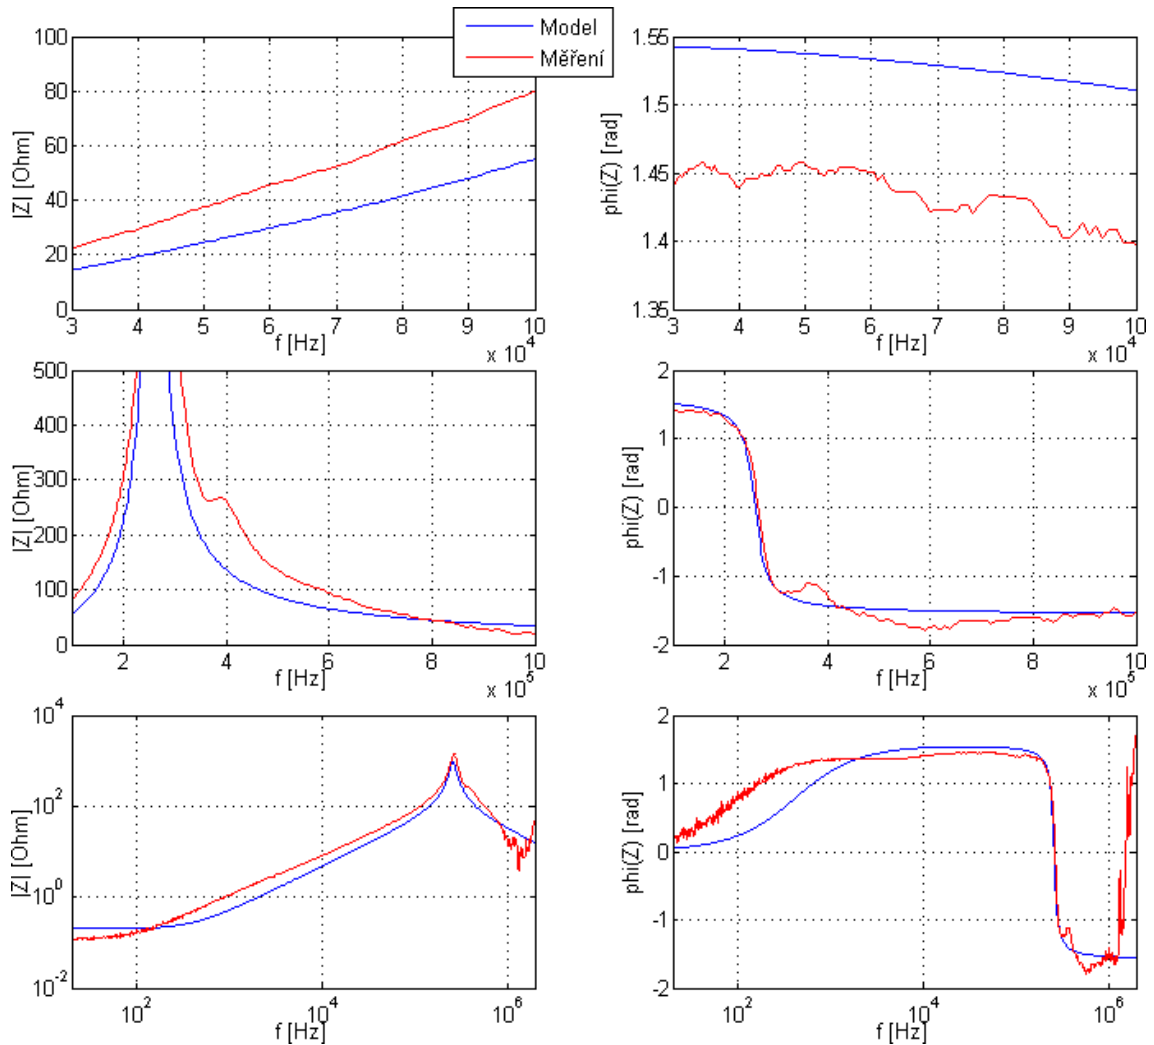 Model
Měření
100
80
60
40
20
0
|Z| [Ohm]
3 4 5 6 7 8 9 10
f [Hz]
x 10^4
1.55
1.5
1.45
1.4
1.35
phi(Z) [rad]
3 4 5 6 7 8 9 10
f [Hz]
x 10^4
500
400
300
200
100
0
|Z| [Ohm]
2 4 6 8 10
f [Hz]
x 10^5
2
1
0
-1
-2
phi(Z) [rad]
2 4 6 8 10
f [Hz]
x 10^5
10^4
10^2
10^0
10^-2
|Z| [Ohm]
10^2 10^4 10^6
f [Hz]
2
1
0
-1
-2
phi(Z) [rad]
10^2 10^4 10^6
f [Hz]